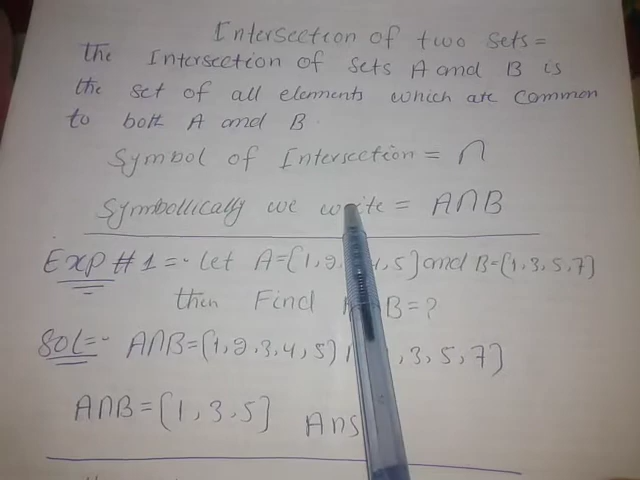 Intersection of two sets=
the Intersection of sets A and B is
the set of all elements which are common
to both A and B.
Symbol of Intersection = ∩
Symbollically we write = A∩B
Exp #1=- Let A=(1,2, 4,5) and B=(1,3,5,7)
then Find B=?
Sol=- A∩B=(1,2,3,4,5) ,3,5,7)
A∩B=(1,3,5) Ans